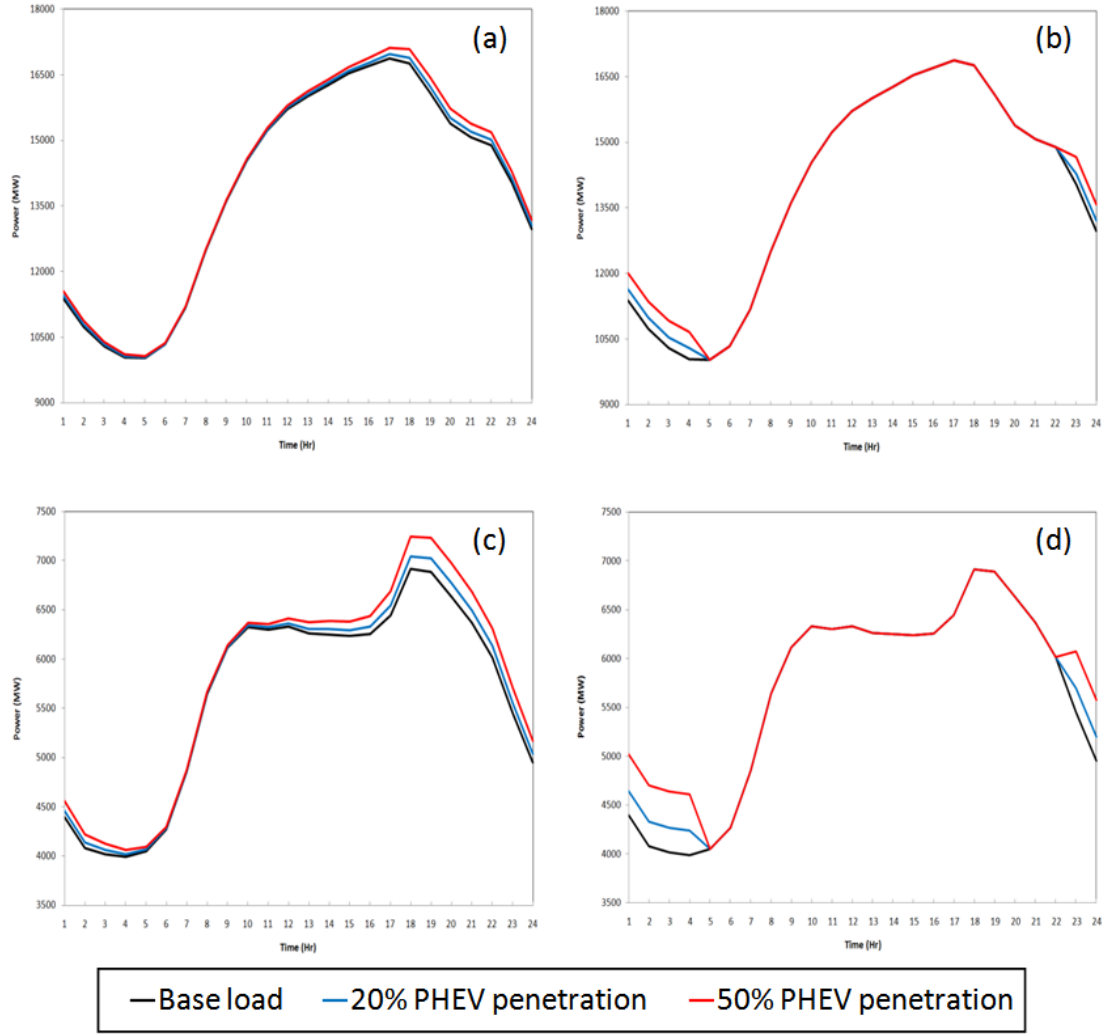 (a)
Power (MW)
18000
16500
15000
13500
12000
10500
9000
1 2 3 4 5 6 7 8 9 10 11 12 13 14 15 16 17 18 19 20 21 22 23 24
Time (Hr)
(b)
Power (MW)
18000
16500
15000
13500
12000
10500
9000
1 2 3 4 5 6 7 8 9 10 11 12 13 14 15 16 17 18 19 20 21 22 23 24
Time (Hr)
(c)
Power (MW)
7500
7000
6500
6000
5500
5000
4500
4000
3500
1 2 3 4 5 6 7 8 9 10 11 12 13 14 15 16 17 18 19 20 21 22 23 24
Time (Hr)
(d)
Power (MW)
7500
7000
6500
6000
5500
5000
4500
4000
3500
1 2 3 4 5 6 7 8 9 10 11 12 13 14 15 16 17 18 19 20 21 22 23 24
Time (Hr)
Base load 20% PHEV penetration 50% PHEV penetration